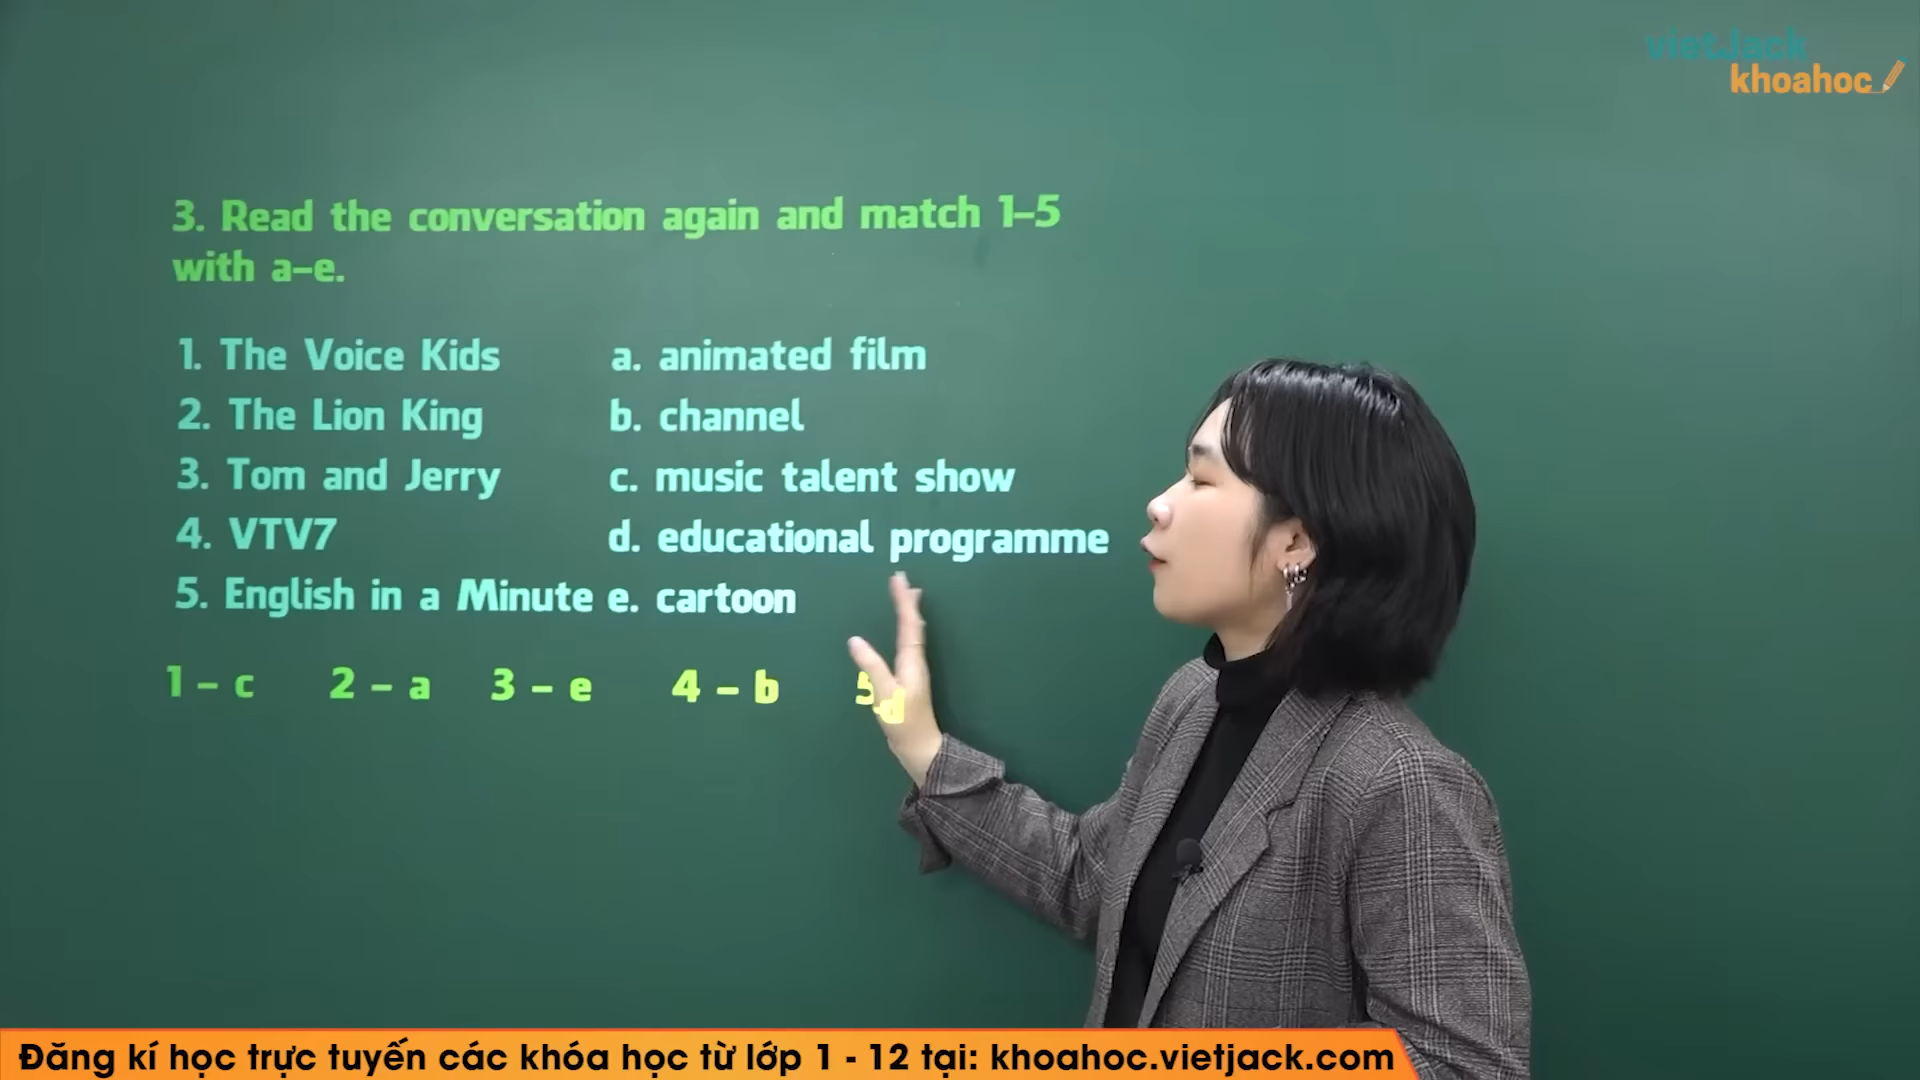 vietJack
khoahoc
3. Read the conversation again and match 1–5
with a–e.
1. The Voice Kids a. animated film
2. The Lion King b. channel
3. Tom and Jerry c. music talent show
4. VTV7 d. educational programme
5. English in a Minute e. cartoon
1 – c 2 – a 3 – e 4 – b 5 - d
Đăng kí học trực tuyến các khóa học từ lớp 1 - 12 tại: khoahoc.vietjack.com